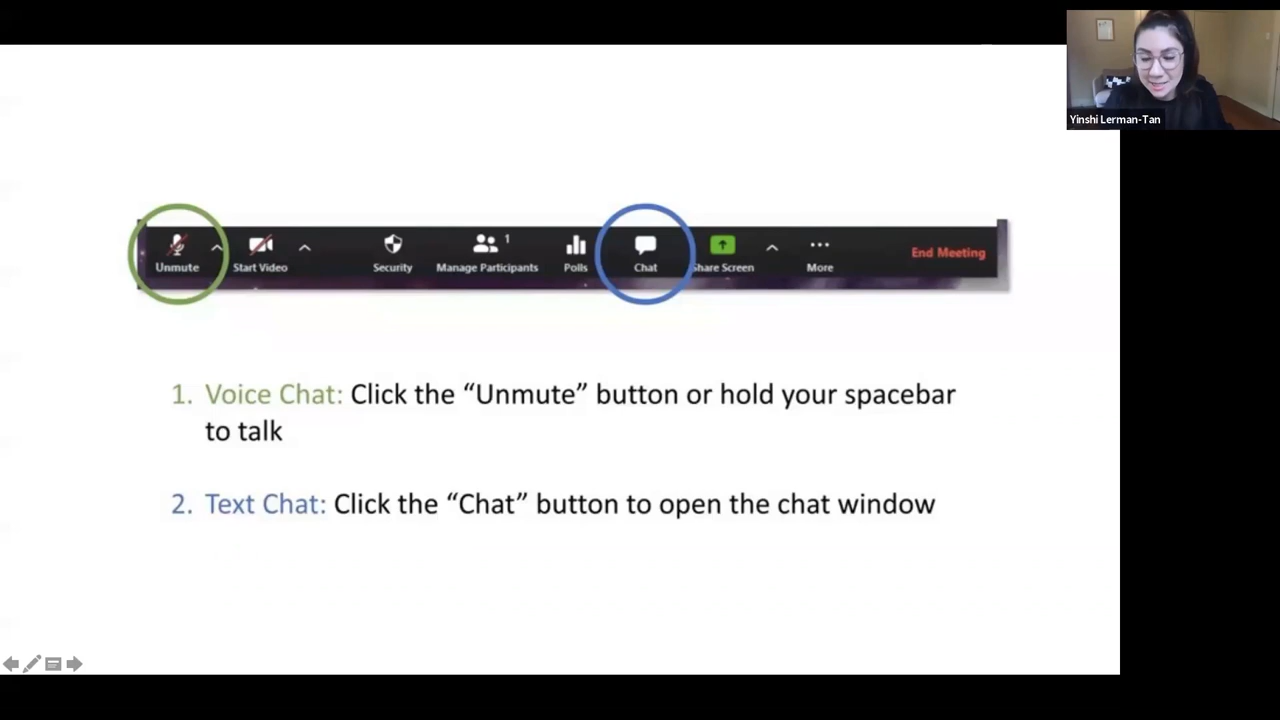 Yinshi Lerman-Tan
1
Unmute Start Video Security Manage Participants Polls Chat Share Screen More End Meeting
1. Voice Chat: Click the “Unmute” button or hold your spacebar
to talk
2. Text Chat: Click the “Chat” button to open the chat window